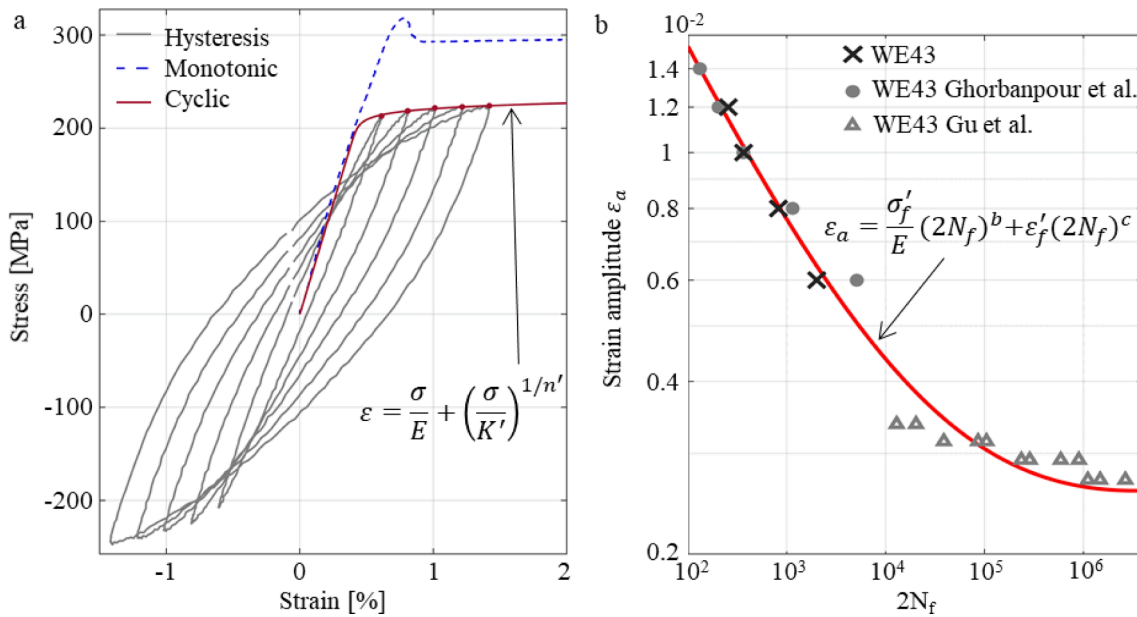 a
300
200
100
0
-100
-200
Stress [MPa]
Hysteresis
Monotonic
Cyclic
ε = σ/E + (σ/K′)^{1/n′}
-1
0
1
2
Strain [%]
b
10^{-2}
1.4
1.2
1
0.8
0.6
0.4
0.2
Strain amplitude ε_a
WE43
WE43 Ghorbanpour et al.
WE43 Gu et al.
ε_a = σ′_f/E (2N_f)^b + ε′_f(2N_f)^c
10^2
10^3
10^4
10^5
10^6
2N_f